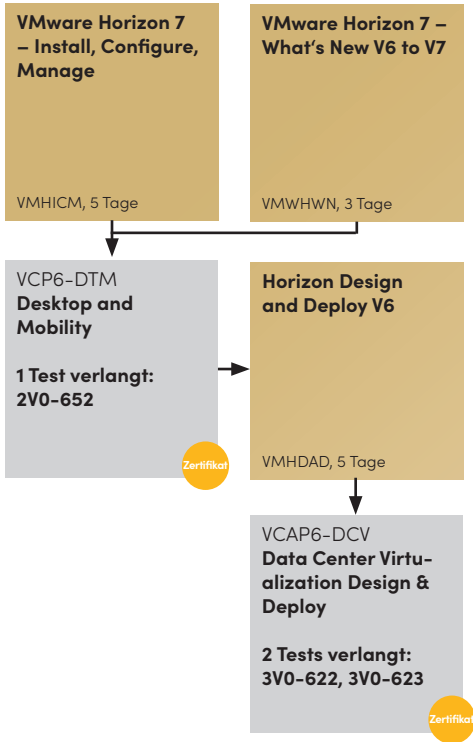 VMware Horizon 7
– Install, Configure,
Manage
VMHICM, 5 Tage
VMware Horizon 7 –
What‘s New V6 to V7
VMWHWN, 3 Tage
VCP6-DTM
Desktop and
Mobility
1 Test verlangt:
2V0-652
Zertifikat
Horizon Design
and Deploy V6
VMHDAD, 5 Tage
VCAP6-DCV
Data Center Virtu-
alization Design &
Deploy
2 Tests verlangt:
3V0-622, 3V0-623
Zertifikat